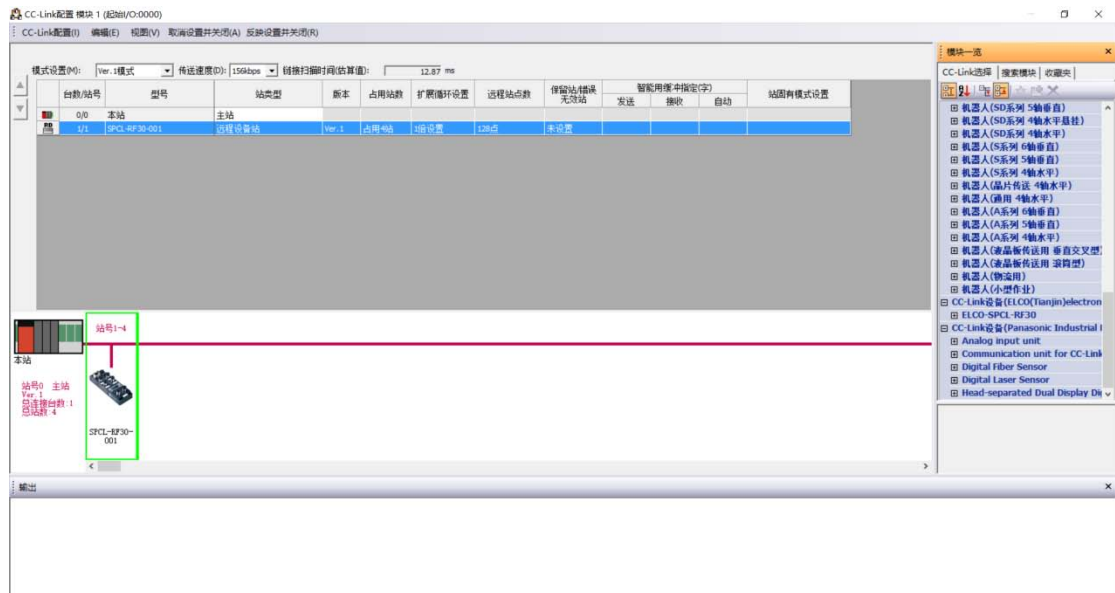 CC-Link配置 模块 1 (起始I/O:0000)
CC-Link配置(I) 编辑(E) 视图(V) 取消设置并关闭(A) 反映设置并关闭(R)
模式设置(M): Ver.1模式 传送速度(D): 156kbps 链接扫描时间(估算值): 12.87 ms
台数/站号 型号 站类型 版本 占用站数 扩展循环设置 远程站点数 保留站/错误无效站 智能用缓冲指定(字) 站固有模式设置
发送 接收 自动
0/0 本站 主站
1/1 SPCL-RF30-001 远程设备站 Ver.1 占用4站 1倍设置 128点 未设置
站号1-4
本站
站号0 主站
Ver.1
总连接台数:1
总站数:4
SPCL-RF30-
001
模块一览
CC-Link选择 搜索模块 收藏夹
机器人(SD系列 5轴垂直)
机器人(SD系列 4轴水平悬挂)
机器人(SD系列 4轴水平)
机器人(S系列 6轴垂直)
机器人(S系列 5轴垂直)
机器人(S系列 4轴水平)
机器人(晶片传送 4轴水平)
机器人(通用 4轴水平)
机器人(A系列 6轴垂直)
机器人(A系列 5轴垂直)
机器人(A系列 4轴水平)
机器人(液晶板传送用 垂直交叉型)
机器人(液晶板传送用 滚筒型)
机器人(物流用)
机器人(小型作业)
CC-Link设备(ELCO(Tianjin)electron
ELCO-SPCL-RF30
CC-Link设备(Panasonic Industrial
Analog input unit
Communication unit for CC-Link
Digital Fiber Sensor
Digital Laser Sensor
Head-separated Dual Display
输出